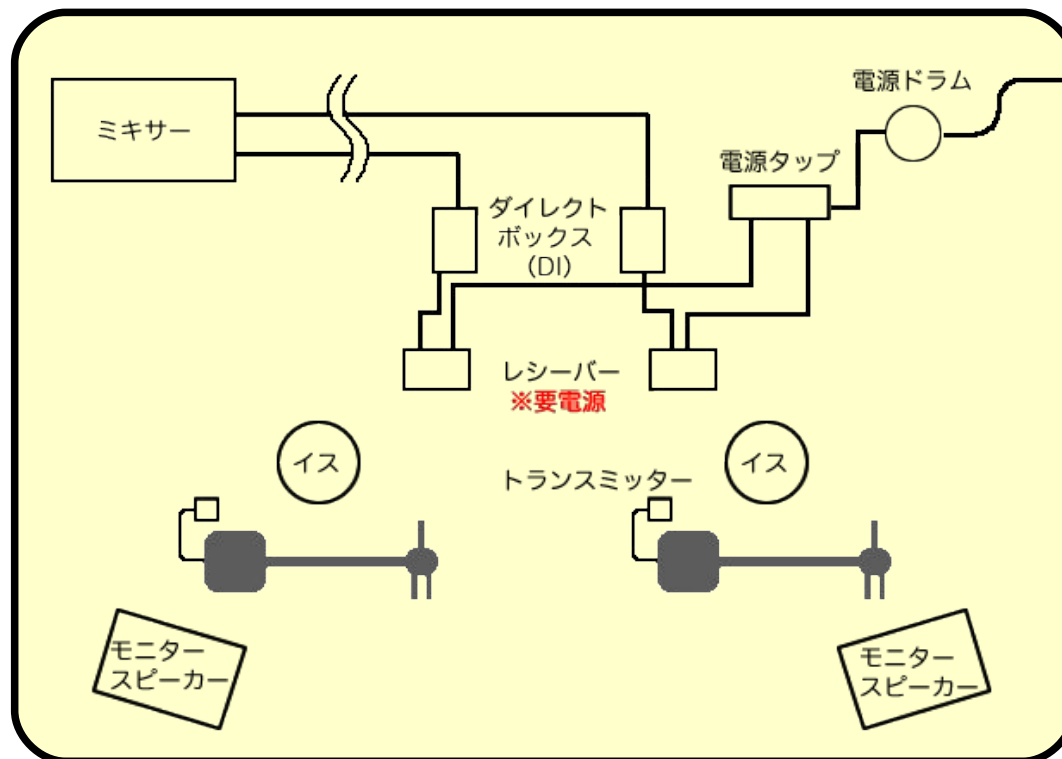 電源ドラム
ミキサー
電源タップ
ダイレクト
ボックス
（DI）
レシーバー
※要電源
イス
イス
トランスミッター
モニター
スピーカー
モニター
スピーカー